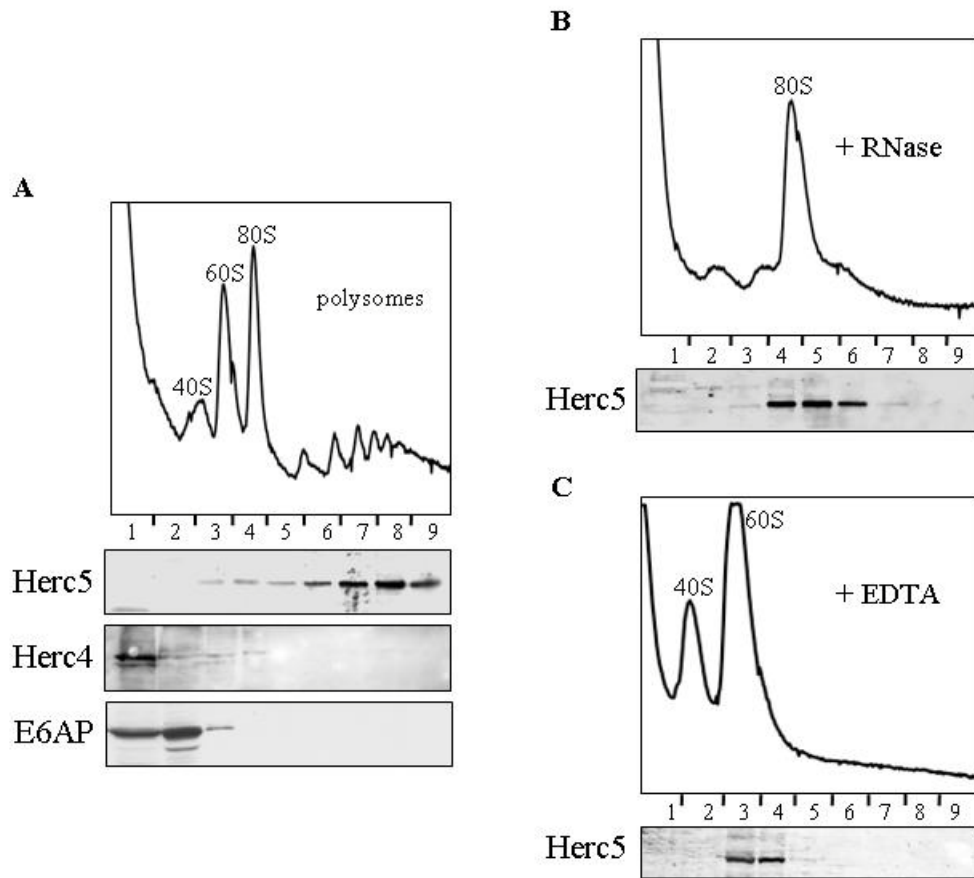 A
40S
60S
80S
polysomes
1 2 3 4 5 6 7 8 9
Herc5
Herc4
E6AP
B
80S
+ RNase
1 2 3 4 5 6 7 8 9
Herc5
C
40S
60S
+ EDTA
1 2 3 4 5 6 7 8 9
Herc5